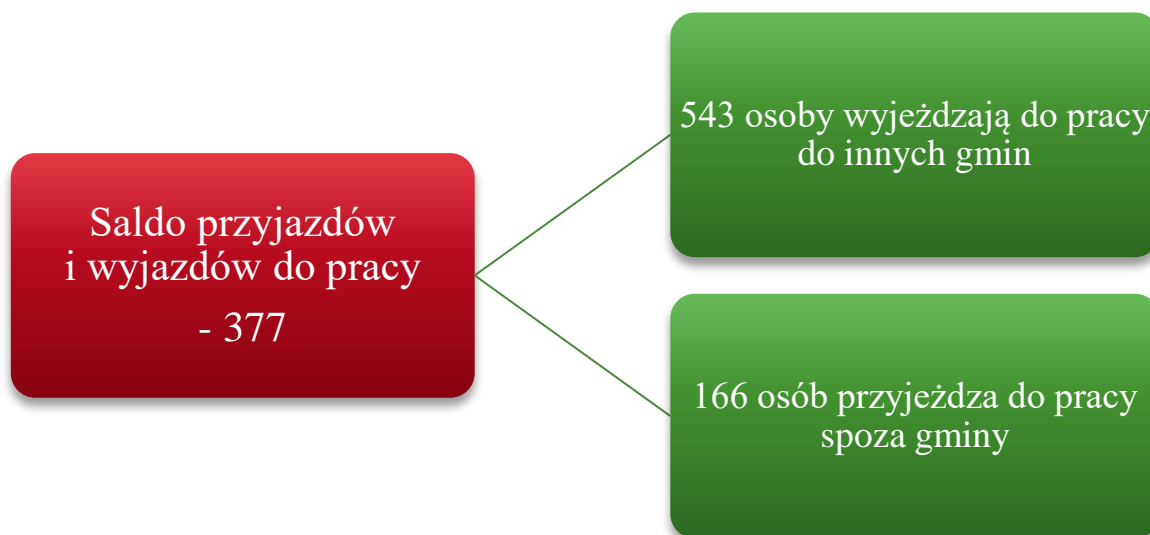 Saldo przyjazdów
i wyjazdów do pracy
- 377
543 osoby wyjeżdzają do pracy
do innych gmin
166 osób przyjeżdza do pracy
spoza gminy